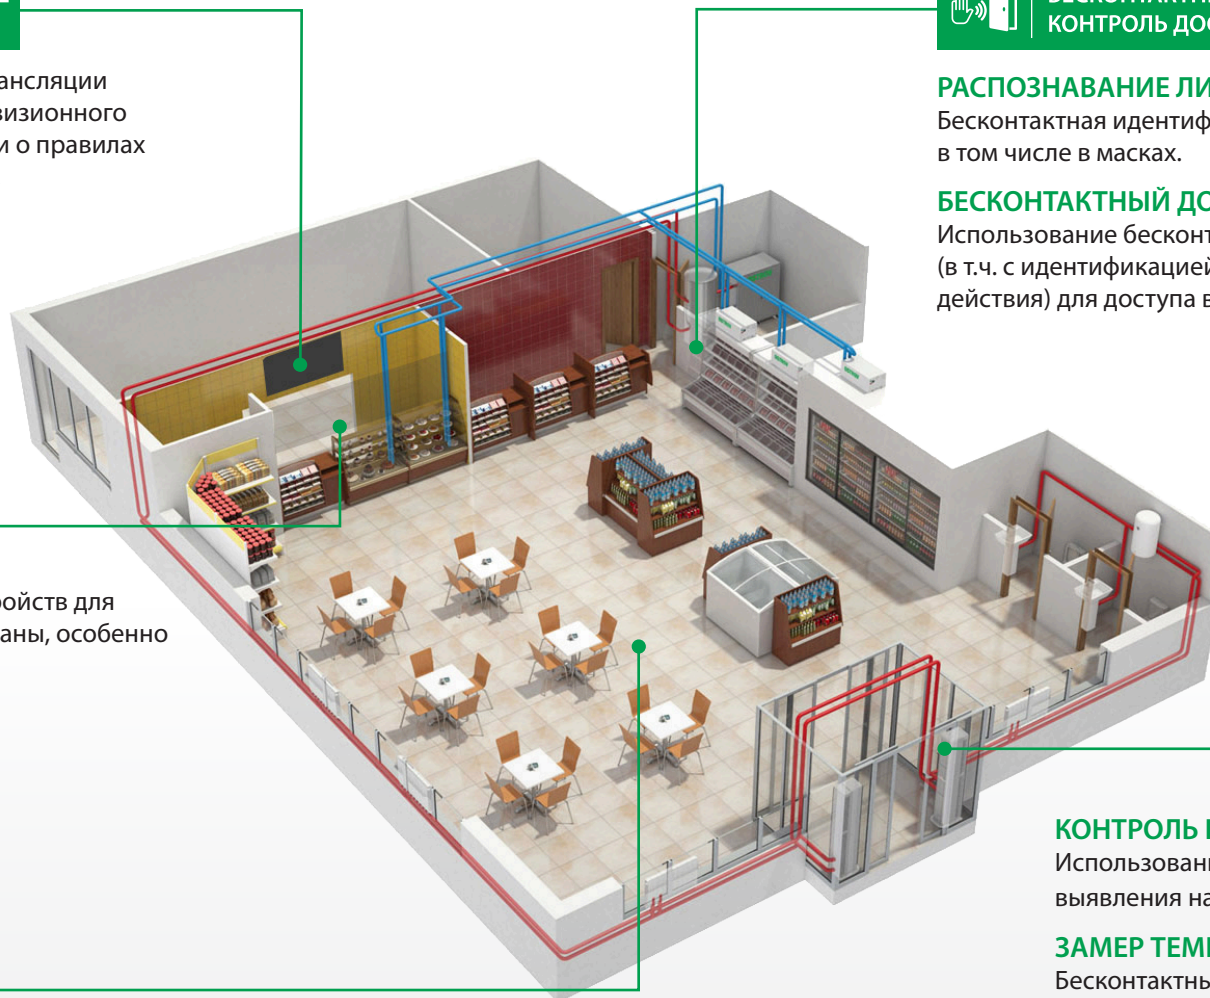 КОНТРОЛЬ ДОС
РАСПОЗНАВАНИЕ ЛИ
Бесконтактная идентиф
в том числе в масках.
БЕСКОНТАКТНЫЙ ДО
Использование бесконт
(в т.ч. с идентификацией
действия) для доступа в
ансляции
визионного
и о правилах
ройств для
аны, особенно
КОНТРОЛЬ
Использовани
выявления на
ЗАМЕР ТЕМ
Бесконтактны